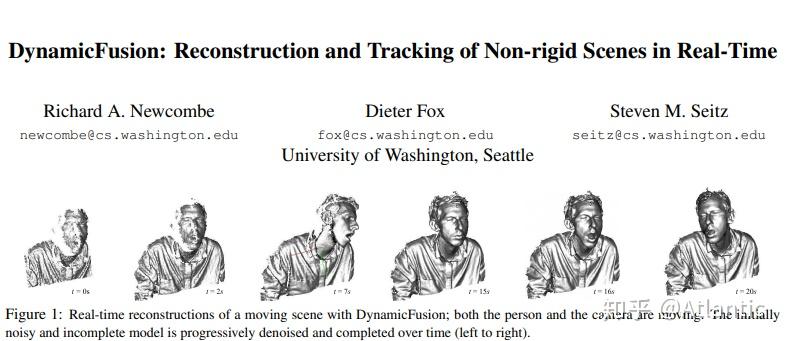 DynamicFusion: Reconstruction and Tracking of Non-rigid Scenes in Real-Time
Richard A. Newcombe
Dieter Fox
Steven M. Seitz
newcombe@cs.washington.edu
fox@cs.washington.edu
seitz@cs.washington.edu
University of Washington, Seattle
t = 0s
t = 2s
t = 7s
t = 15s
t = 16s
t = 20s
知乎 @Atlantic
Figure 1: Real-time reconstructions of a moving scene with DynamicFusion; both the person and the camera are moving. The initially
noisy and incomplete model is progressively denoised and completed over time (left to right).